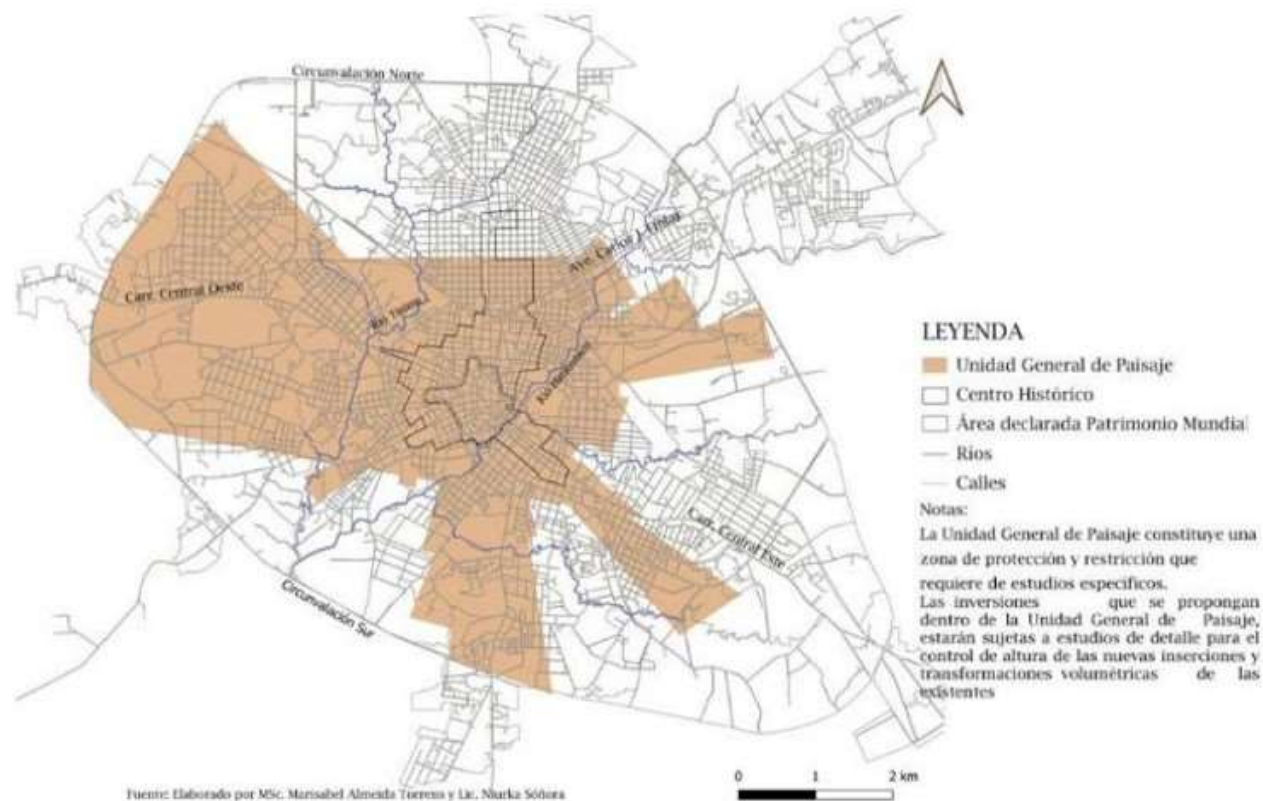 Circunvalación Norte
Ave. Carlos J. Finlay
Carr. Central Oeste
Río Tínima
Río Hatibonico
Carr. Central Este
Circunvalación Sur
LEYENDA
Unidad General de Paisaje
Centro Histórico
Área declarada Patrimonio Mundial
Ríos
Calles
Notas:
La Unidad General de Paisaje constituye una
zona de protección y restricción que
requiere de estudios específicos.
Las inversiones que se propongan
dentro de la Unidad General de Paisaje,
estarán sujetas a estudios de detalle para el
control de altura de las nuevas inserciones y
transformaciones volumétricas de las
existentes
0 1 2 km
Fuente: Elaborado por MSc. Marisabel Almeida Torrens y Lic. Niurka Sóñora